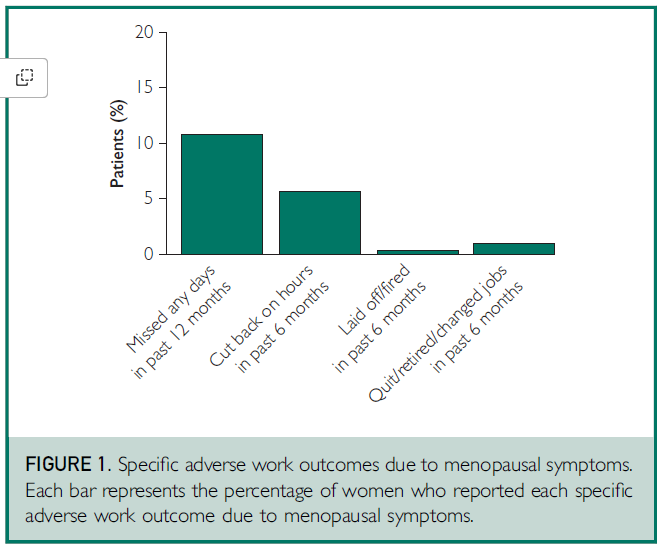 20
15
10
5
0
Patients (%)
Missed any days
in past 12 months
Cut back on hours
in past 6 months
Laid off/fired
in past 6 months
Quit/retired/changed jobs
in past 6 months
FIGURE 1. Specific adverse work outcomes due to menopausal symptoms.
Each bar represents the percentage of women who reported each specific
adverse work outcome due to menopausal symptoms.